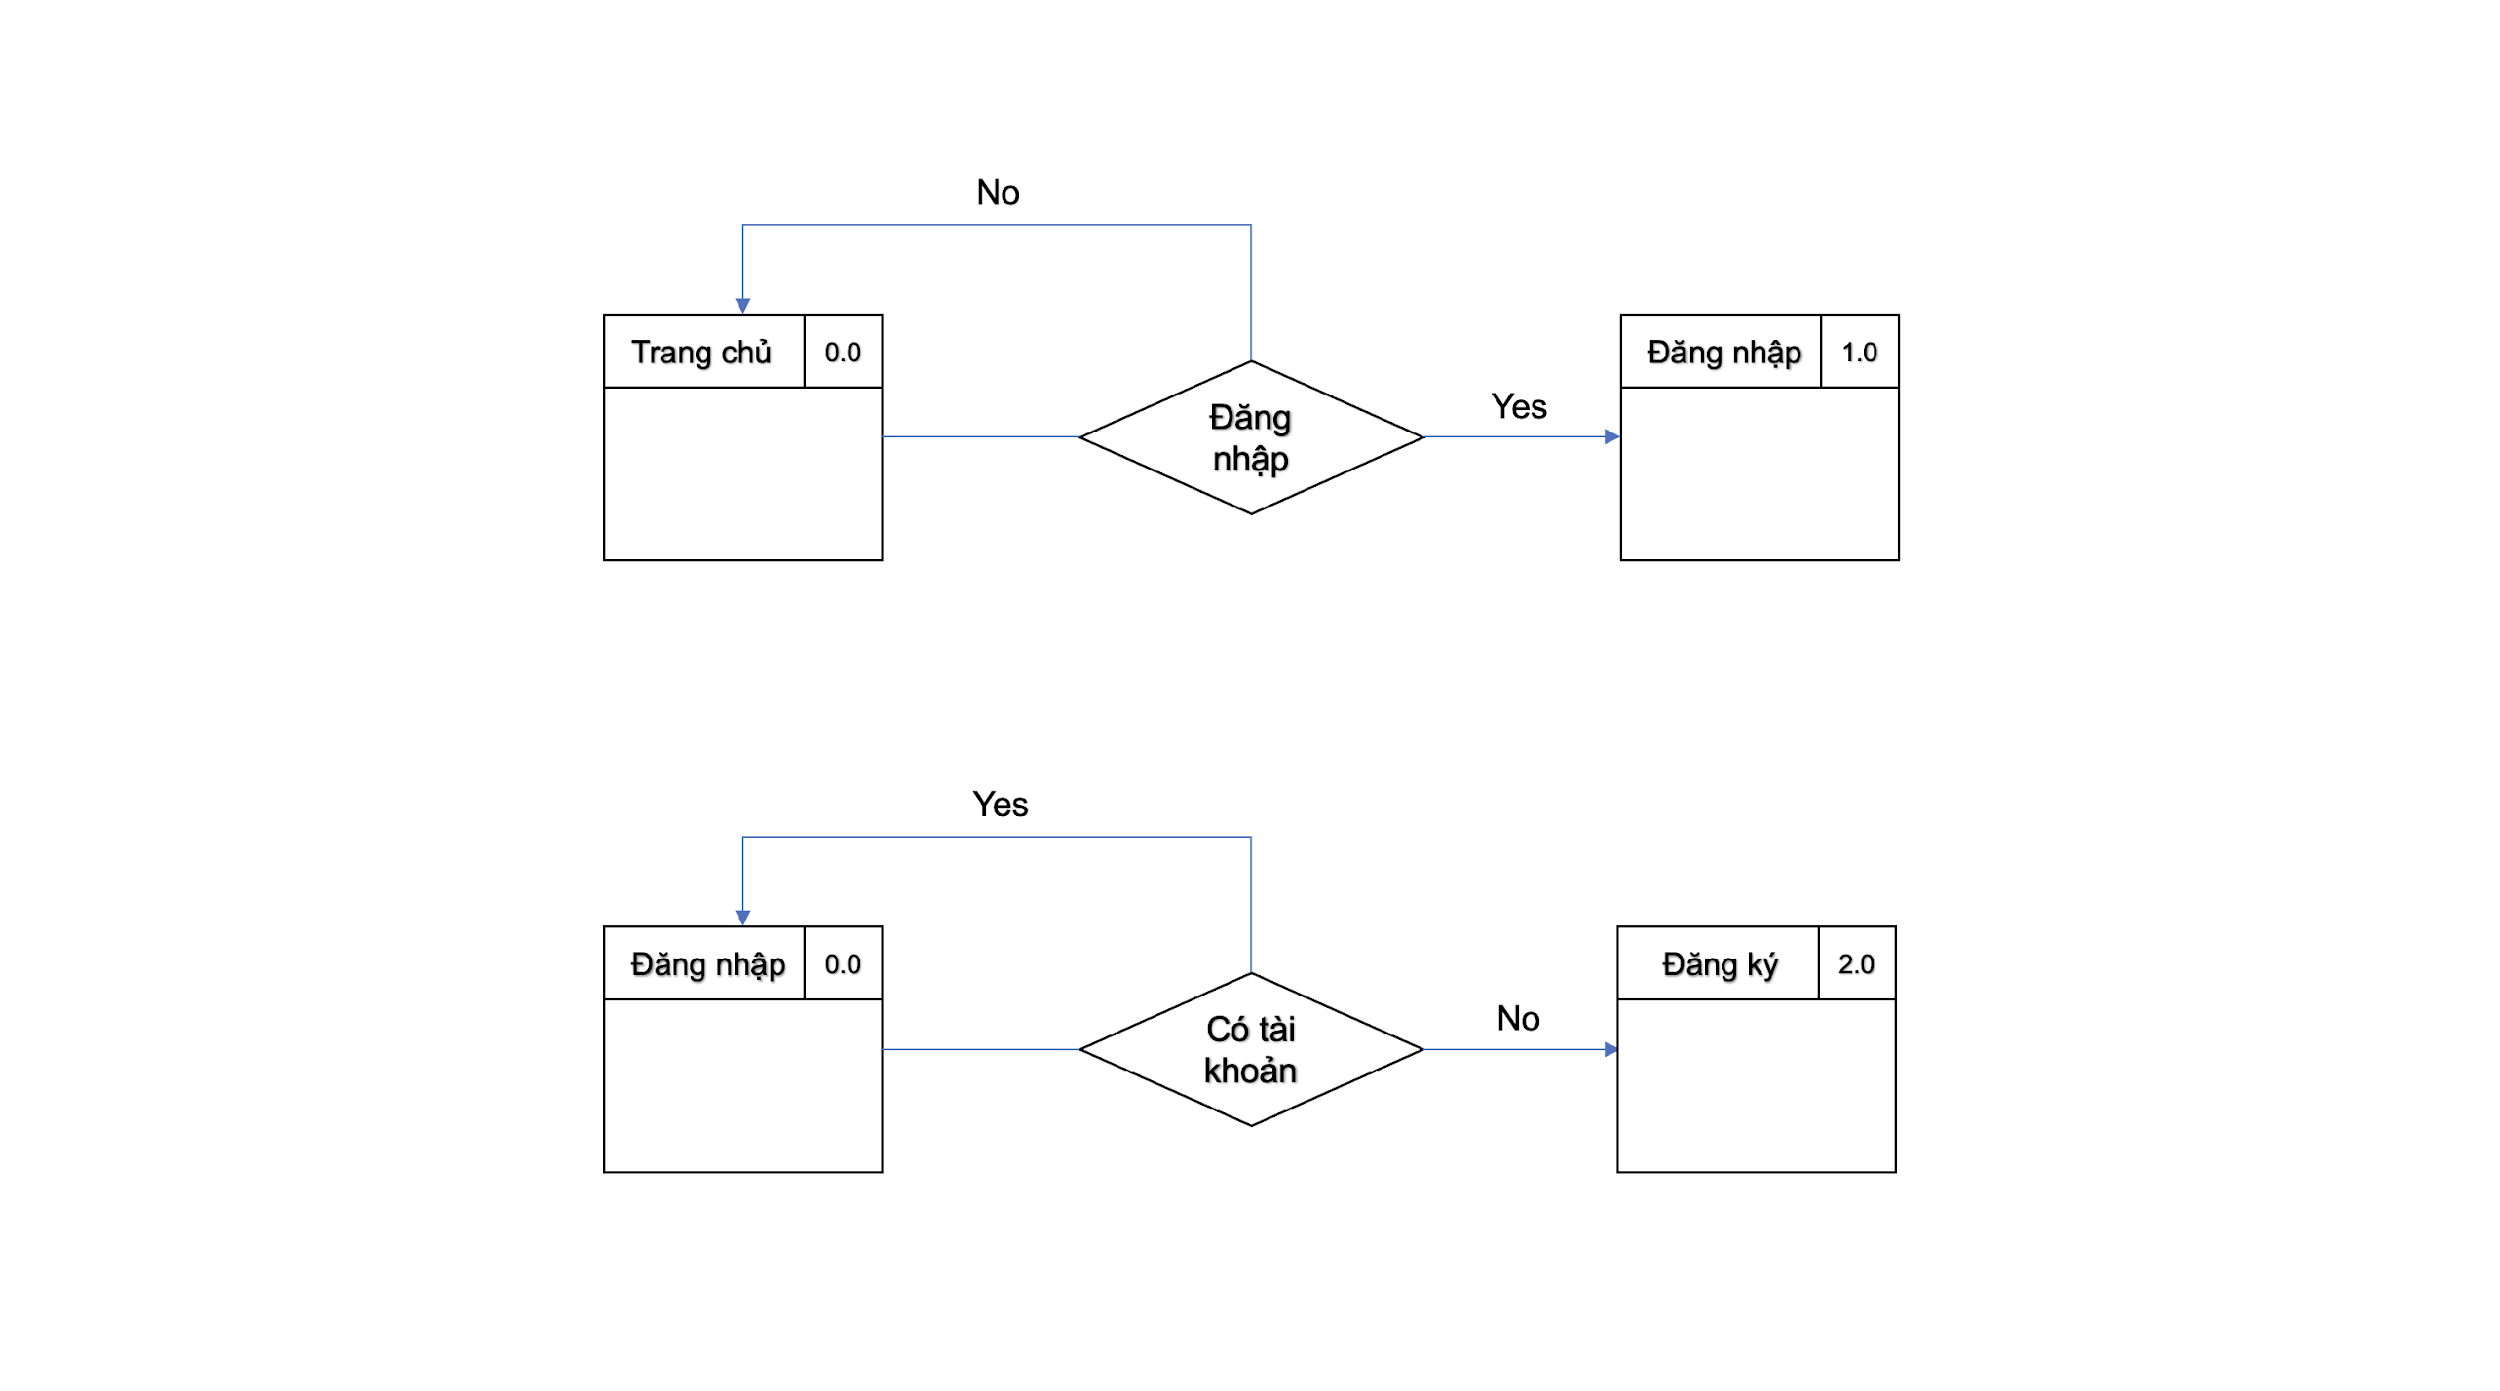 No
Trang chủ 0.0
Đăng nhập 1.0
Đăng
nhập
Yes
Yes
Đăng nhập 0.0
Đăng ký 2.0
Có tài
khoản
No